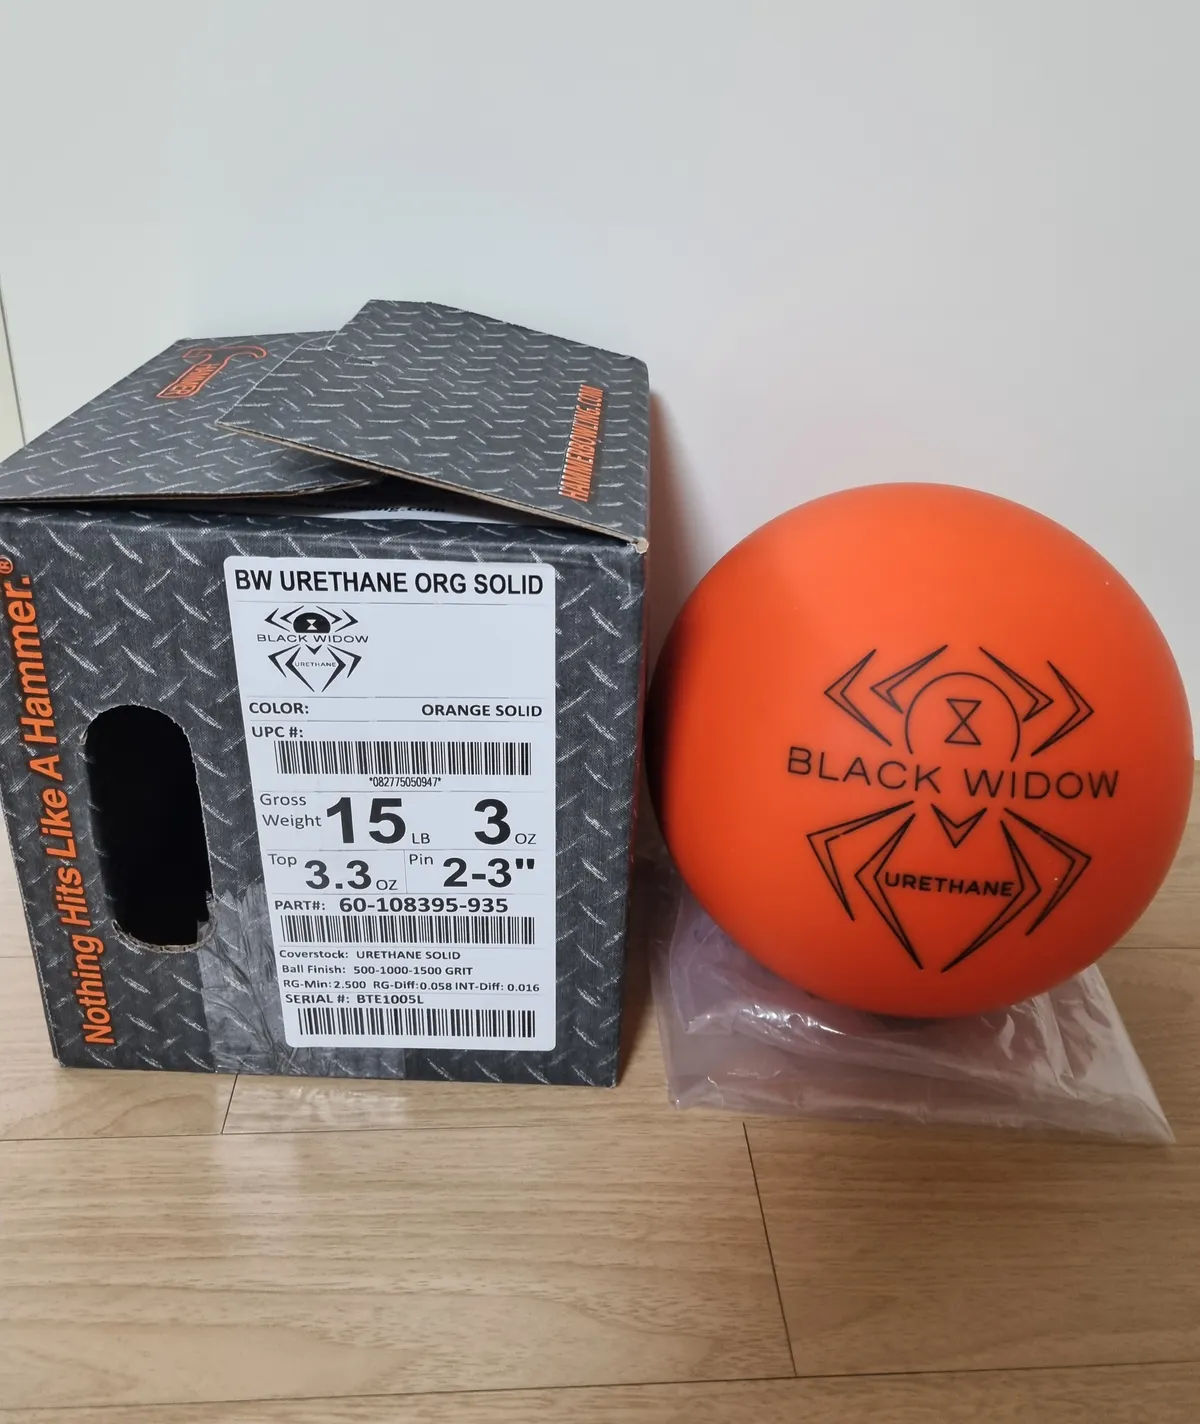 HAMMER
HAMMERBOWLING.COM
Nothing Hits Like A Hammer.®
BW URETHANE ORG SOLID
BLACK WIDOW
URETHANE
COLOR: ORANGE SOLID
UPC #:
*082775050947*
Gross Weight 15 LB 3 OZ
Top 3.3 OZ Pin 2-3"
PART#: 60-108395-935
Coverstock: URETHANE SOLID
Ball Finish: 500-1000-1500 GRIT
RG-Min: 2.500 RG-Diff: 0.058 INT-Diff: 0.016
SERIAL #: BTE1005L
BLACK WIDOW
URETHANE